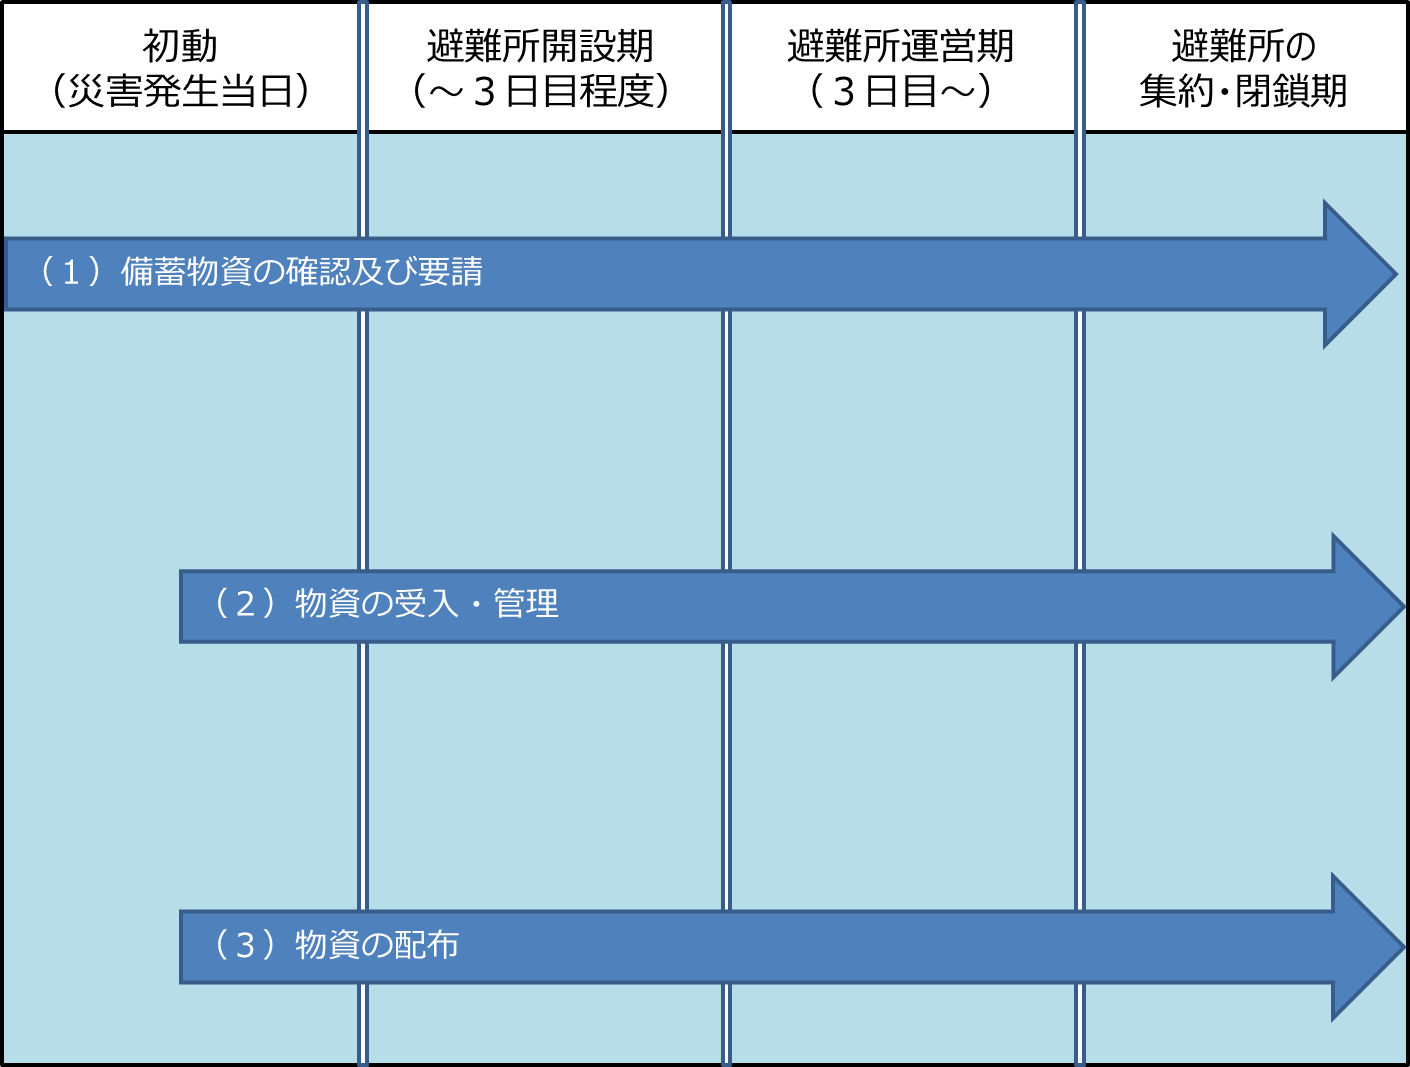 初動
（災害発生当日）
避難所開設期
（～３日目程度）
避難所運営期
（３日目～）
避難所の
集約・閉鎖期
（１）備蓄物資の確認及び要請
（２）物資の受入・管理
（３）物資の配布